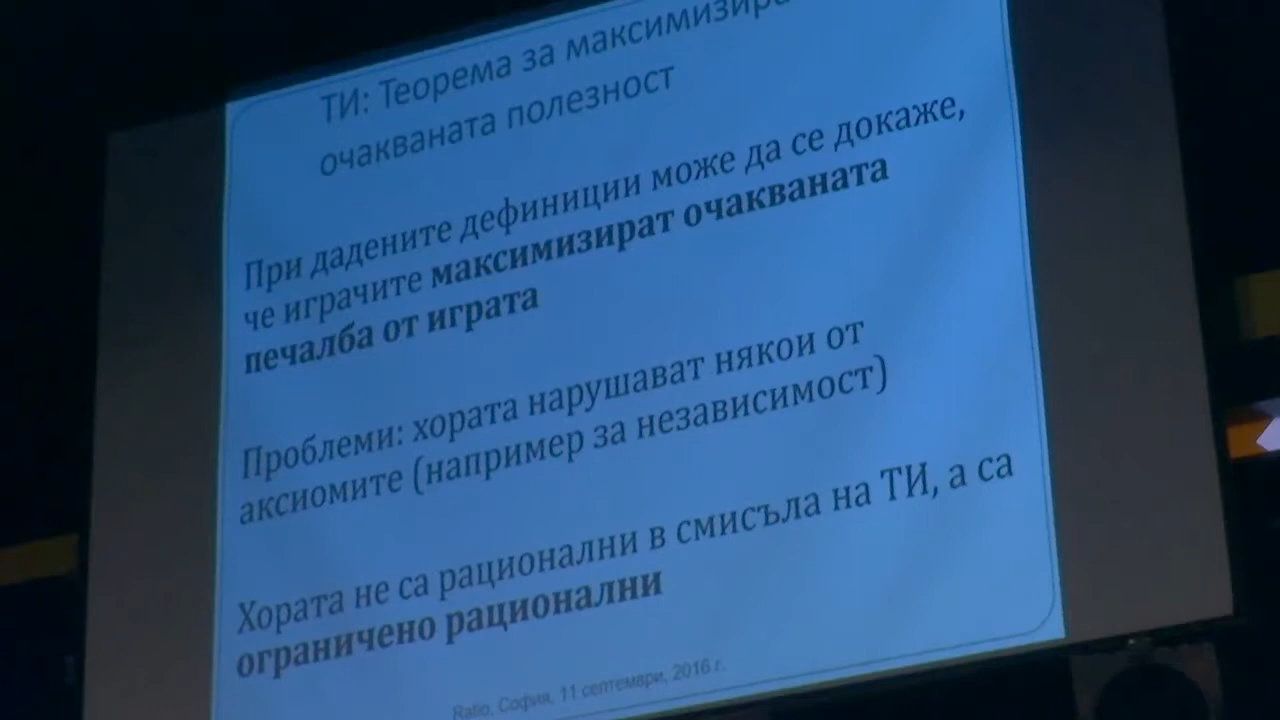 ТИ: Теорема за
очакваната полезност
При дадените дефиниции може да се докаже,
че играчите максимизират очакваната
печалба от играта
Проблеми: хората нарушават някои от
аксиомите (например за независимост)
Хората не са рационални в смисъла на ТИ, а са
ограничено рационални
Ratio, София, 11 септември, 2016 г.